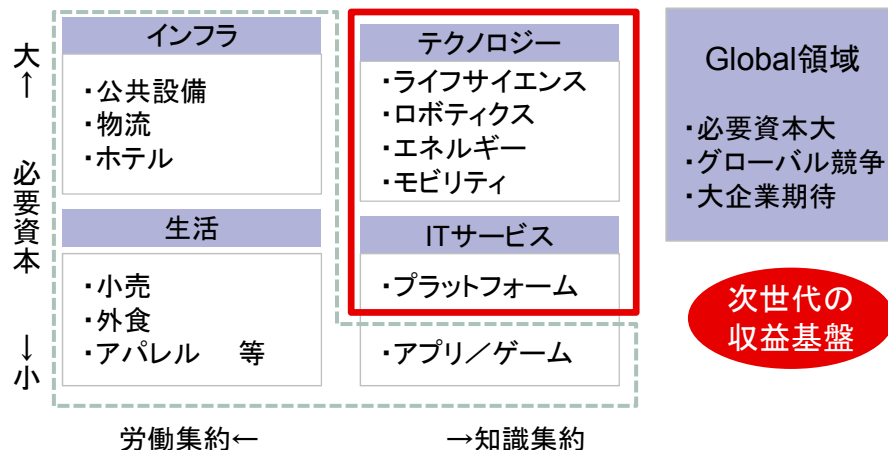 大
↑
必要資本
↓
小
インフラ
・公共設備
・物流
・ホテル
テクノロジー
・ライフサイエンス
・ロボティクス
・エネルギー
・モビリティ
生活
・小売
・外食
・アパレル 等
ITサービス
・プラットフォーム
・アプリ／ゲーム
労働集約←
→知識集約
Global領域
・必要資本大
・グローバル競争
・大企業期待
次世代の
収益基盤